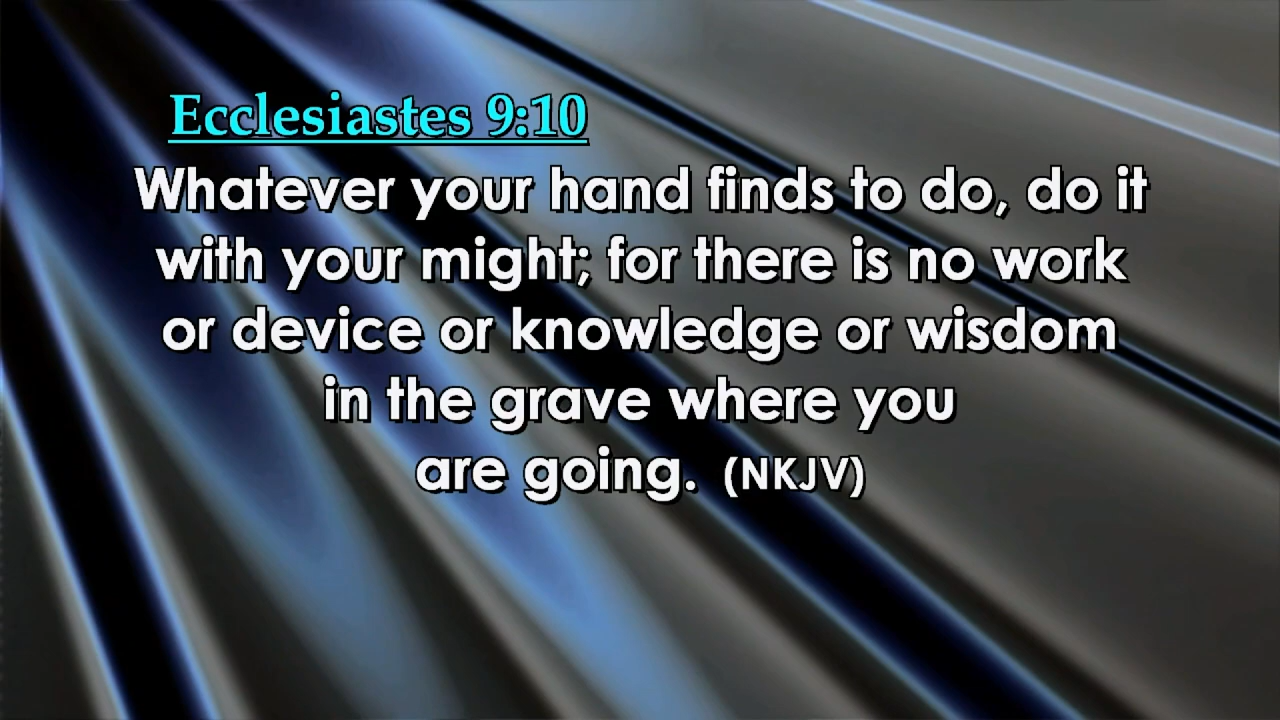 Ecclesiastes 9:10
Whatever your hand finds to do, do it
with your might; for there is no work
or device or knowledge or wisdom
in the grave where you
are going. (NKJV)